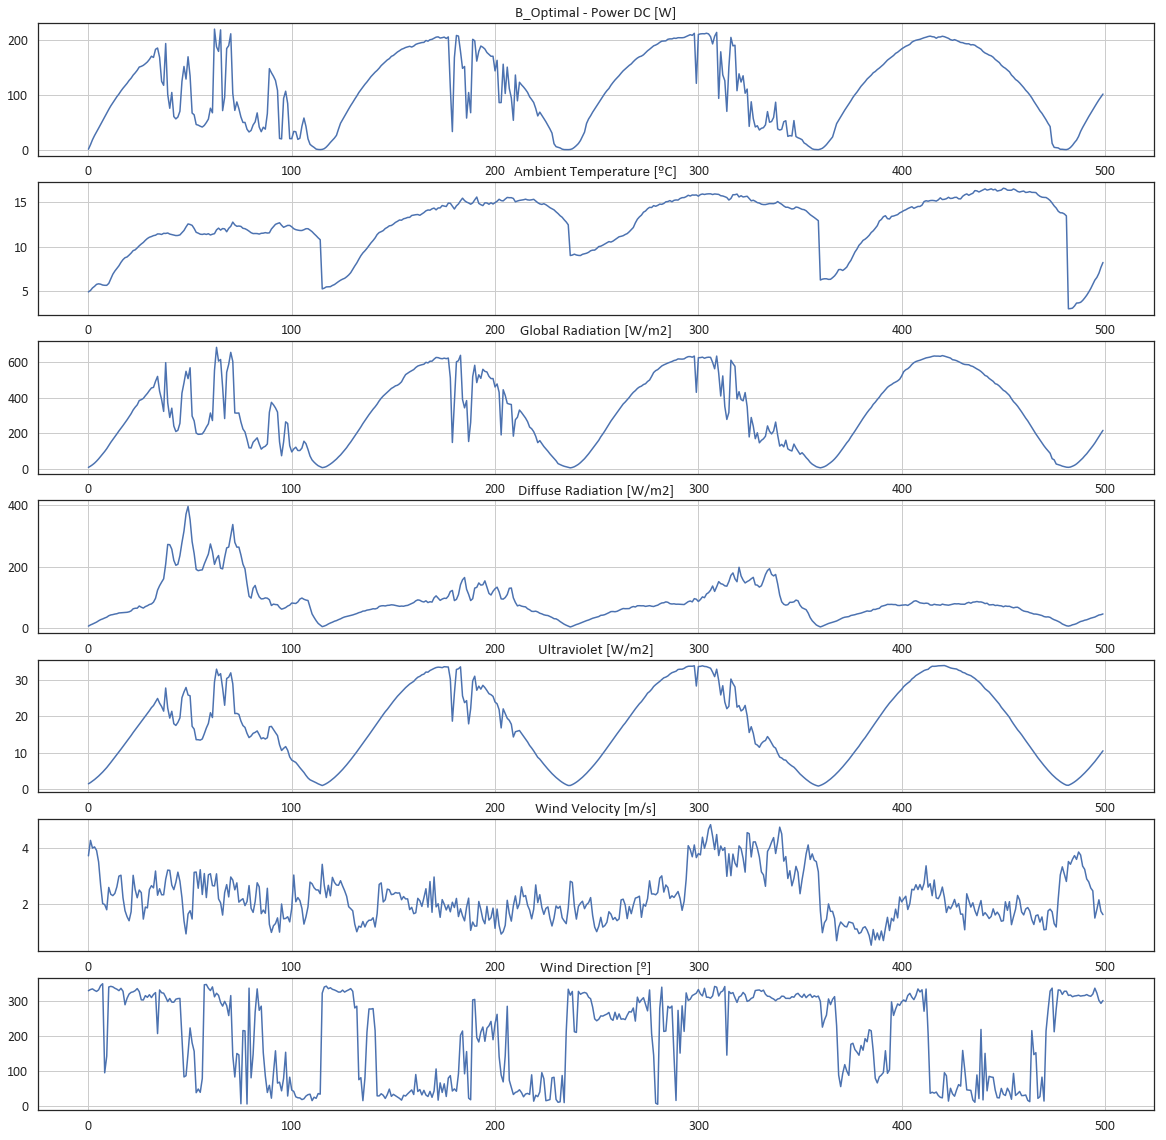 B_Optimal - Power DC [W]
200
100
0
0 100 200 300 400 500
Ambient Temperature [ºC]
15
10
5
0 100 200 300 400 500
Global Radiation [W/m2]
600
400
200
0
0 100 200 300 400 500
Diffuse Radiation [W/m2]
400
200
0
0 100 200 300 400 500
Ultraviolet [W/m2]
30
20
10
0
0 100 200 300 400 500
Wind Velocity [m/s]
4
2
0 100 200 300 400 500
Wind Direction [º]
300
200
100
0
0 100 200 300 400 500